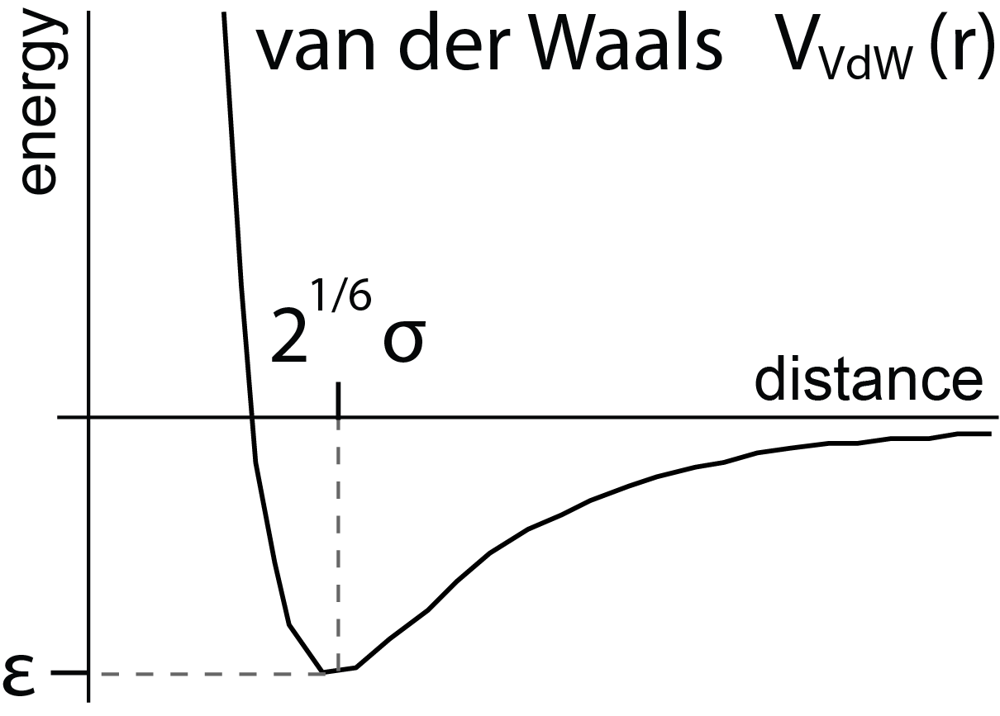 energy
van der Waals V_VdW (r)
2^1/6 σ
distance
ε